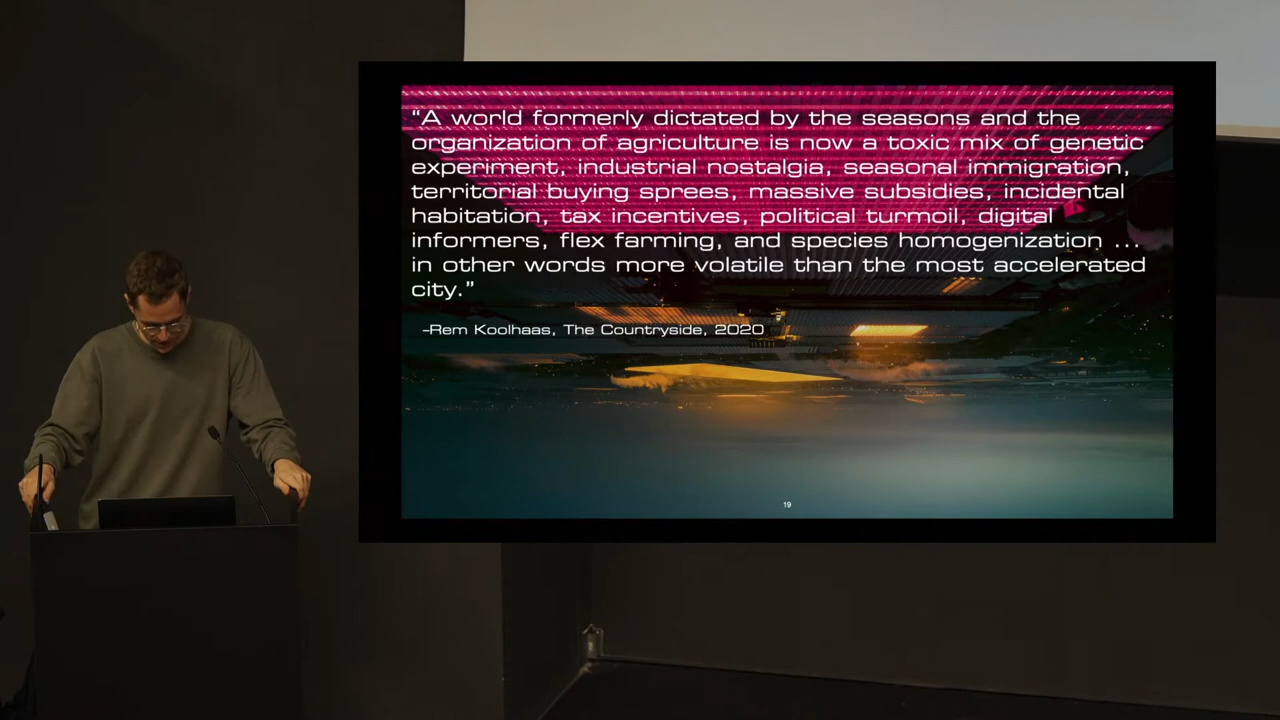 “A world formerly dictated by the seasons and the
organization of agriculture is now a toxic mix of genetic
experiment, industrial nostalgia, seasonal immigration,
territorial buying sprees, massive subsidies, incidental
habitation, tax incentives, political turmoil, digital
informers, flex farming, and species homogenization ...
in other words more volatile than the most accelerated
city.”
–Rem Koolhaas, The Countryside, 2020
19